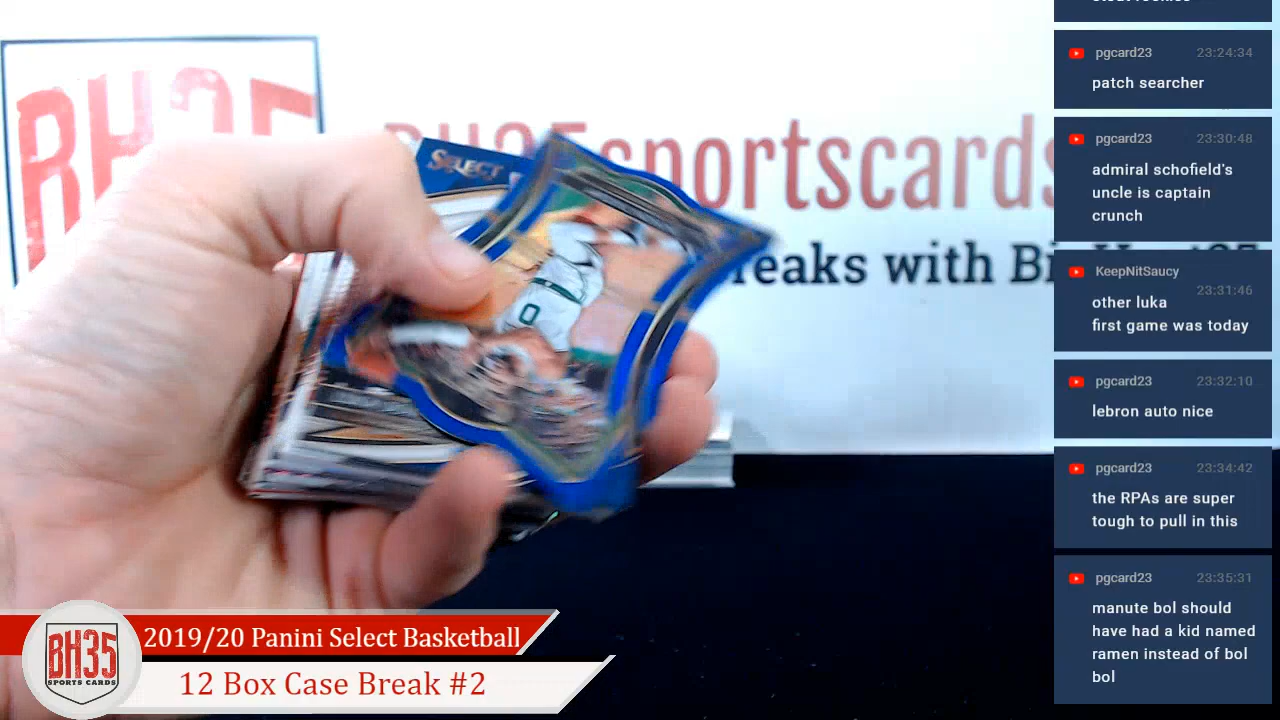 BH35
BH35sportscards
reaks with Bi
SELECT
0
pgcard23 23:24:34
patch searcher
pgcard23 23:30:48
admiral schofield's
uncle is captain
crunch
KeepNitSaucy
23:31:46
other luka
first game was today
pgcard23 23:32:10
lebron auto nice
pgcard23 23:34:42
the RPAs are super
tough to pull in this
pgcard23 23:35:31
manute bol should
have had a kid named
ramen instead of bol
bol
BH35
SPORTS CARDS
2019/20 Panini Select Basketball
12 Box Case Break #2